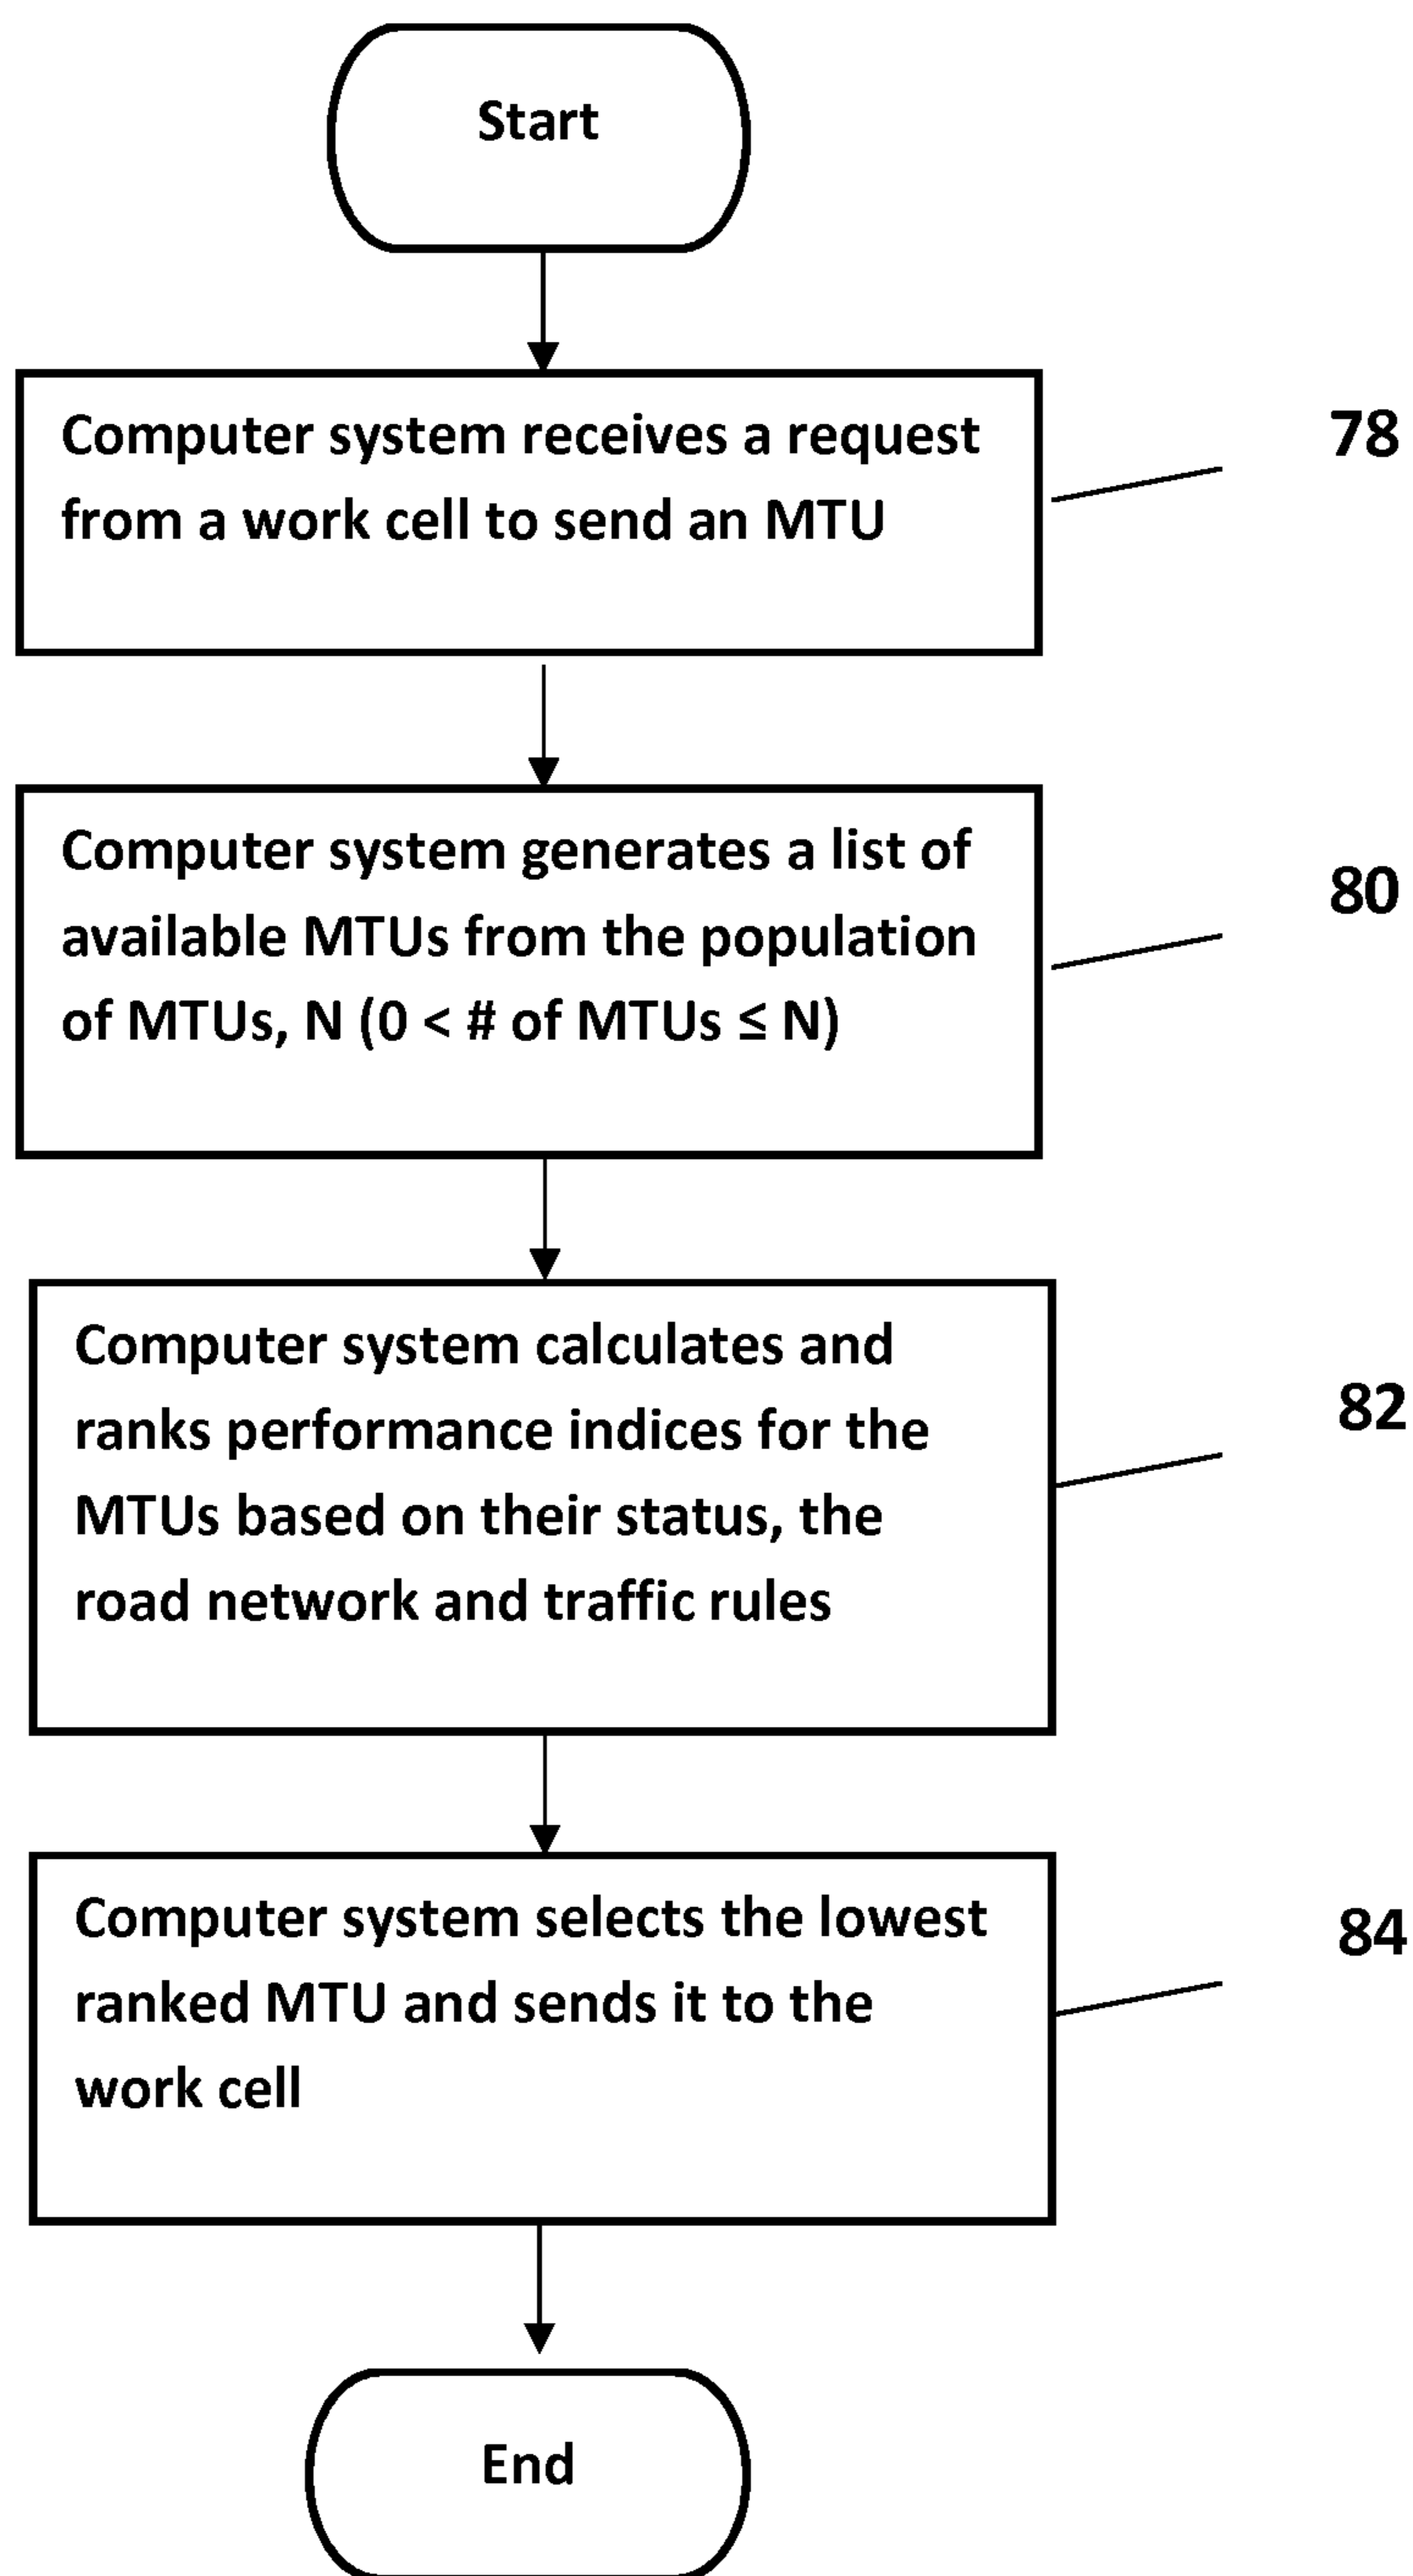 Start
Computer system receives a request
from a work cell to send an MTU
78
Computer system generates a list of
available MTUs from the population
of MTUs, N (0 < # of MTUs ≤ N)
80
Computer system calculates and
ranks performance indices for the
MTUs based on their status, the
road network and traffic rules
82
Computer system selects the lowest
ranked MTU and sends it to the
work cell
84
End